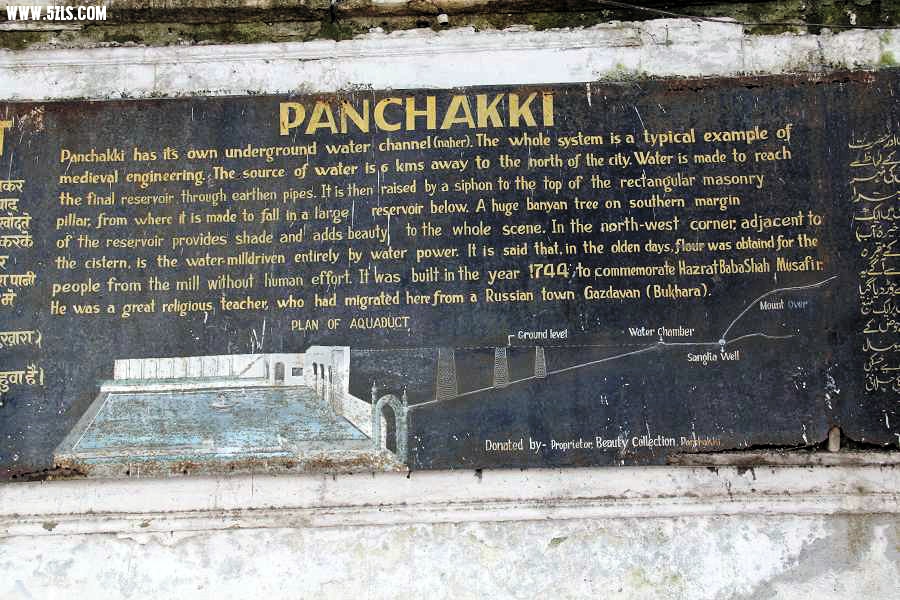 WWW.5ZLS.COM
PANCHAKKI
Panchakki has its own underground water channel (naher). The whole system is a typical example of
medieval engineering. The source of water is 6 kms away to the north of the city. Water is made to reach
the final reservoir through earthen pipes. It is then raised by a siphon to the top of the rectangular masonry
pillar, from where it is made to fall in a large reservoir below. A huge banyan tree on southern margin
of the reservoir provides shade and adds beauty to the whole scene. In the north-west corner, adjacent to
the cistern, is the water-milldriven entirely by water power. It is said that, in the olden days, flour was obtaind for the
people from the mill without human effort. It was built in the year 1744, to commemorate Hazrat Baba Shah Musafir.
He was a great religious teacher, who had migrated here from a Russian town Gazdavan (Bukhara).
PLAN OF AQUADUCT
Ground level
Water Chamber
Mount Over
Sanglia Well
Donated by- Proprietor, Beauty Collection, Panchakki
रपानी
में
हुवा है।